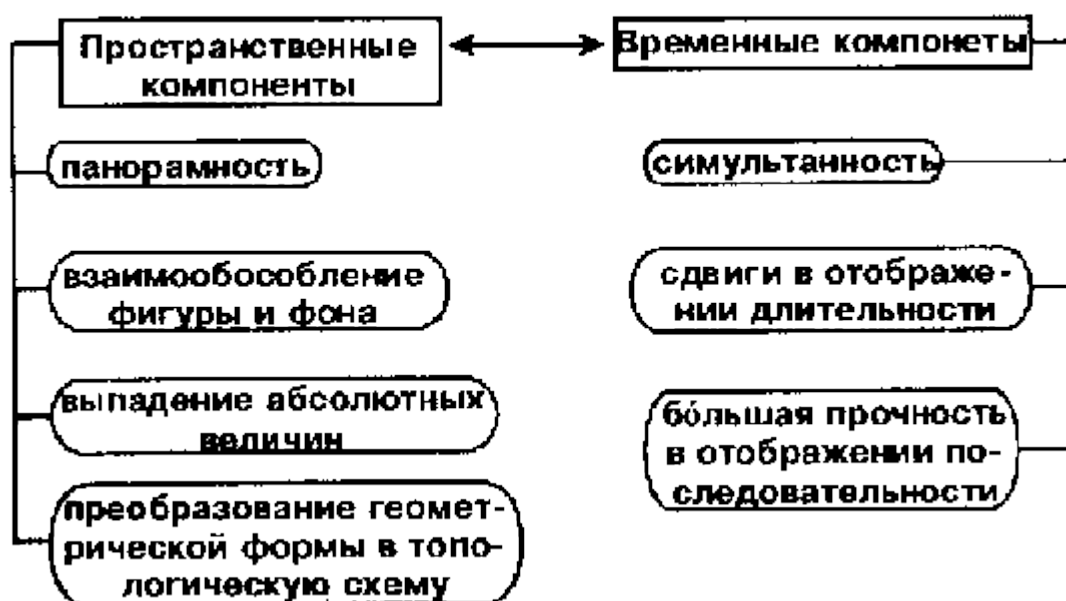 Пространственные
компоненты
Временные компонеты
панорамность
симультанность
взаимообособление
фигуры и фона
сдвиги в отображе-
нии длительности
выпадение абсолютных
величин
бо́льшая прочность
в отображении по-
следовательности
преобразование геомет-
рической формы в топо-
логическую схему